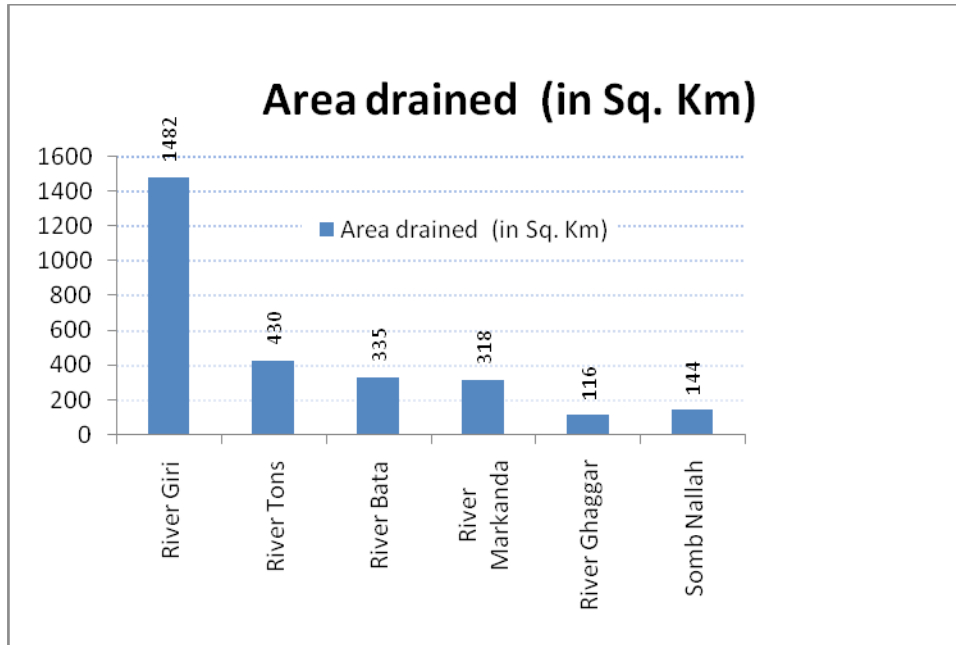 Area drained (in Sq. Km)
1600
1400
1200
1000
800
600
400
200
0
1482
430
335
318
116
144
Area drained (in Sq. Km)
River Giri
River Tons
River Bata
River
Markanda
River Ghaggar
Somb Nallah